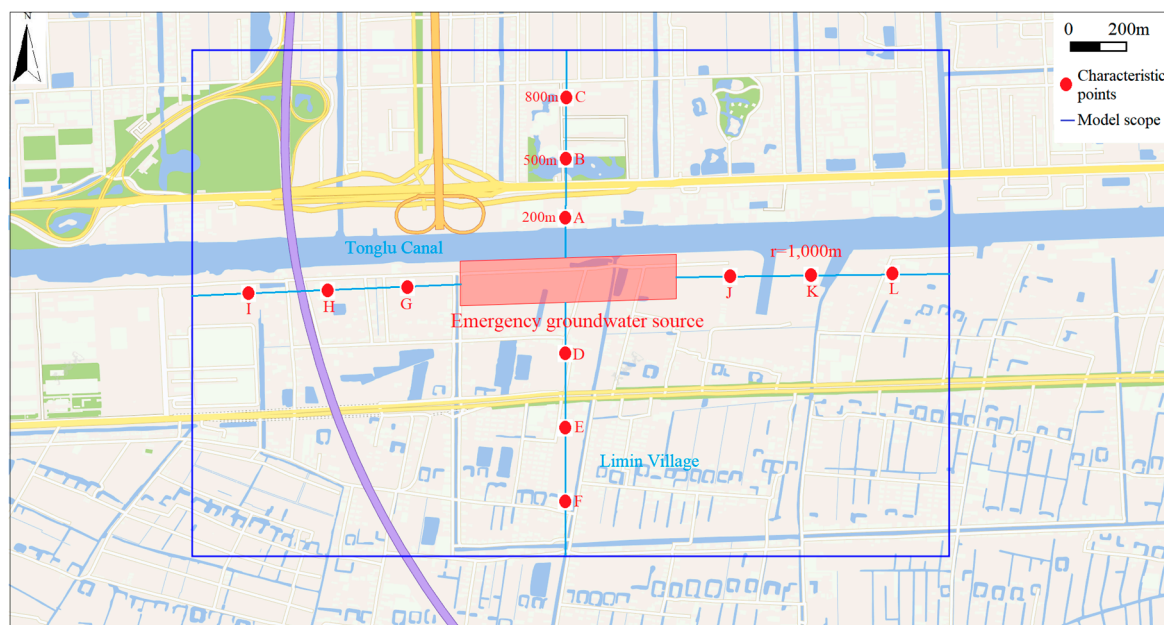 N
0 200m
Characteristic
points
Model scope
800m C
500m B
200m A
Tonglu Canal
r=1,000m
I H G J K L
Emergency groundwater source
D
E
Limin Village
F